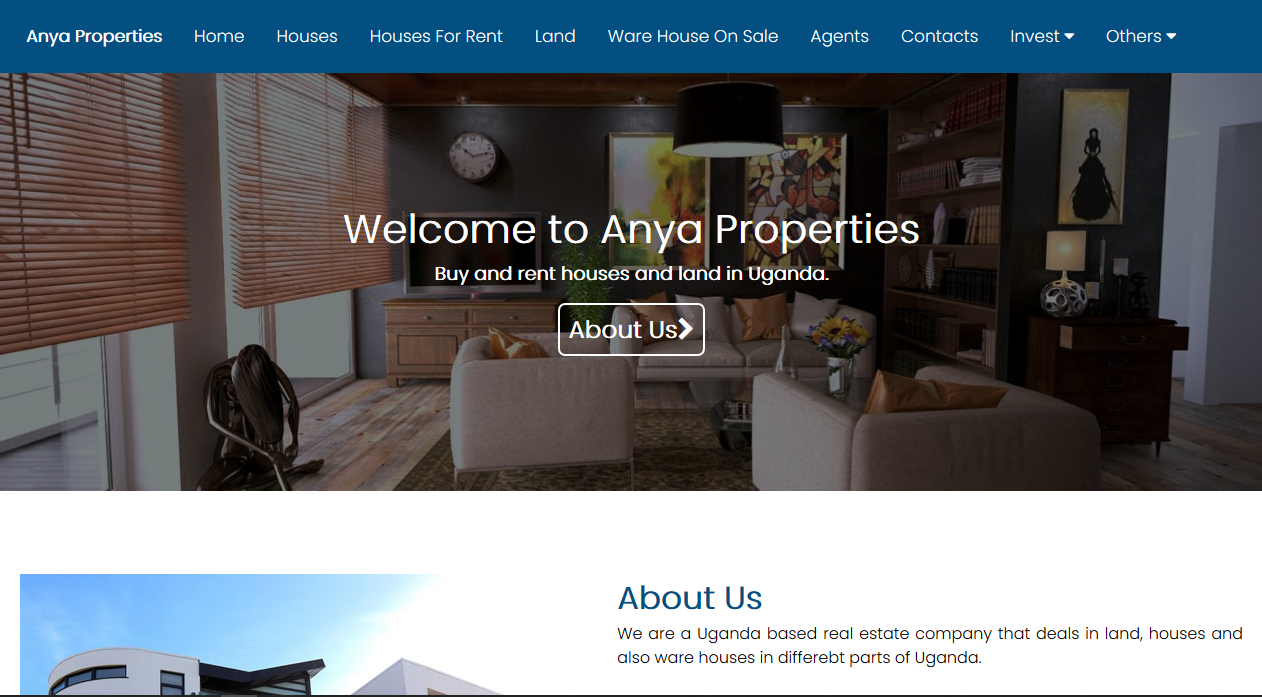 Anya Properties Home Houses Houses For Rent Land Ware House On Sale Agents Contacts Invest Others
Welcome to Anya Properties
Buy and rent houses and land in Uganda.
About Us
About Us
We are a Uganda based real estate company that deals in land, houses and
also ware houses in differebt parts of Uganda.